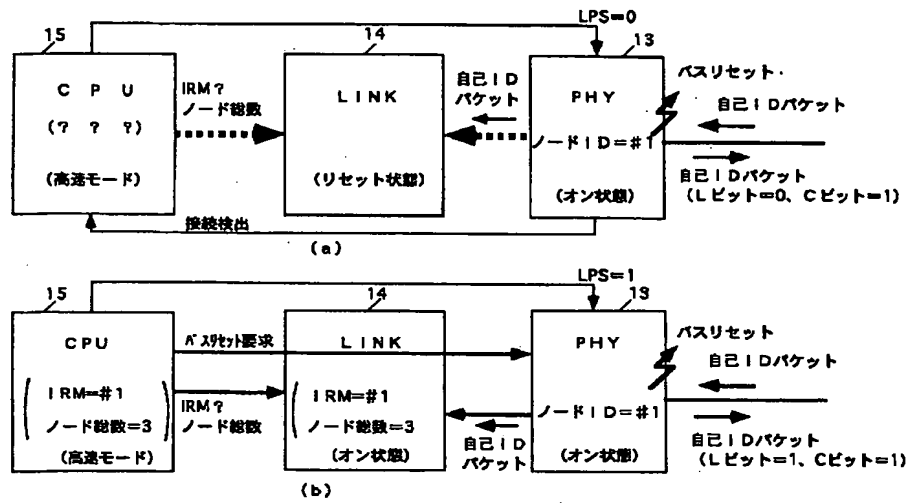 LPS=0
15
14
13
CPU
(???)
(高速モード)
IRM?
ノード総数
LINK
(リセット状態)
自己ID
パケット
PHY
ノードID=#1
(オン状態)
バスリセット
自己IDパケット
自己IDパケット
(Lビット=0、Cビット=1)
接続検出
(a)
LPS=1
15
14
13
CPU
IRM=#1
ノード総数=3
(高速モード)
バスリセット要求
IRM?
ノード総数
LINK
IRM=#1
ノード総数=3
(オン状態)
自己ID
パケット
PHY
ノードID=#1
(オン状態)
バスリセット
自己IDパケット
自己IDパケット
(Lビット=1、Cビット=1)
(b)